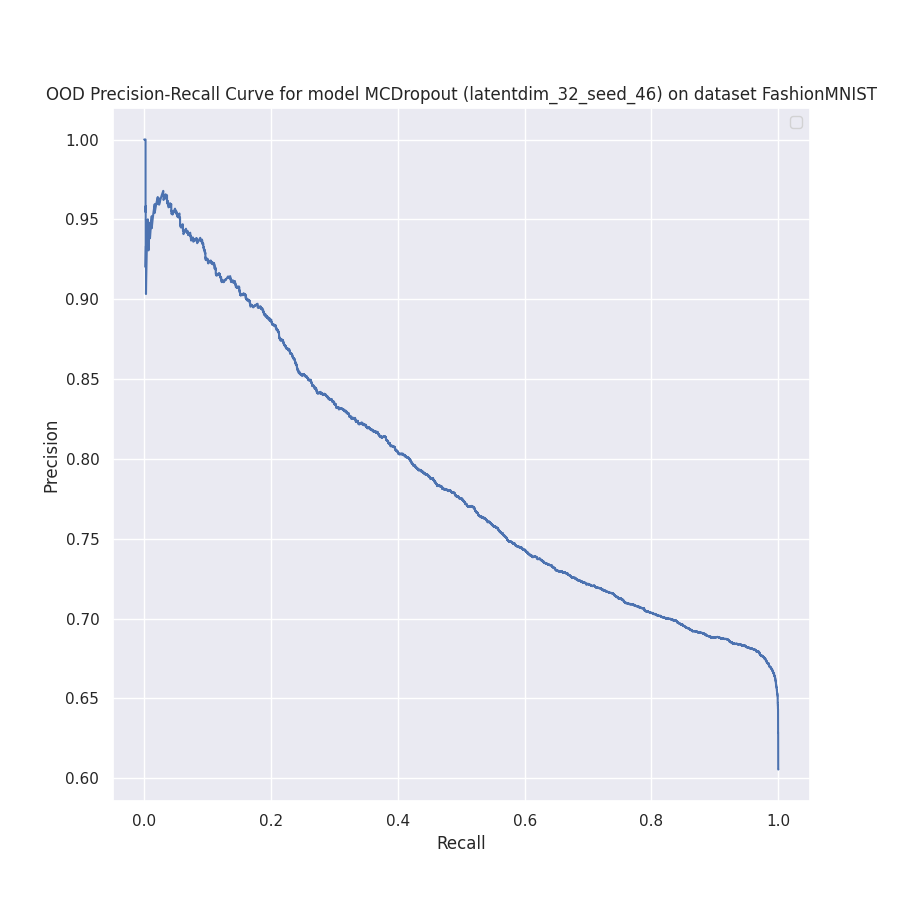 OOD Precision-Recall Curve for model MCDropout (latentdim_32_seed_46) on dataset FashionMNIST
1.00
0.95
0.90
0.85
0.80
0.75
0.70
0.65
0.60
Precision
0.0 0.2 0.4 0.6 0.8 1.0
Recall